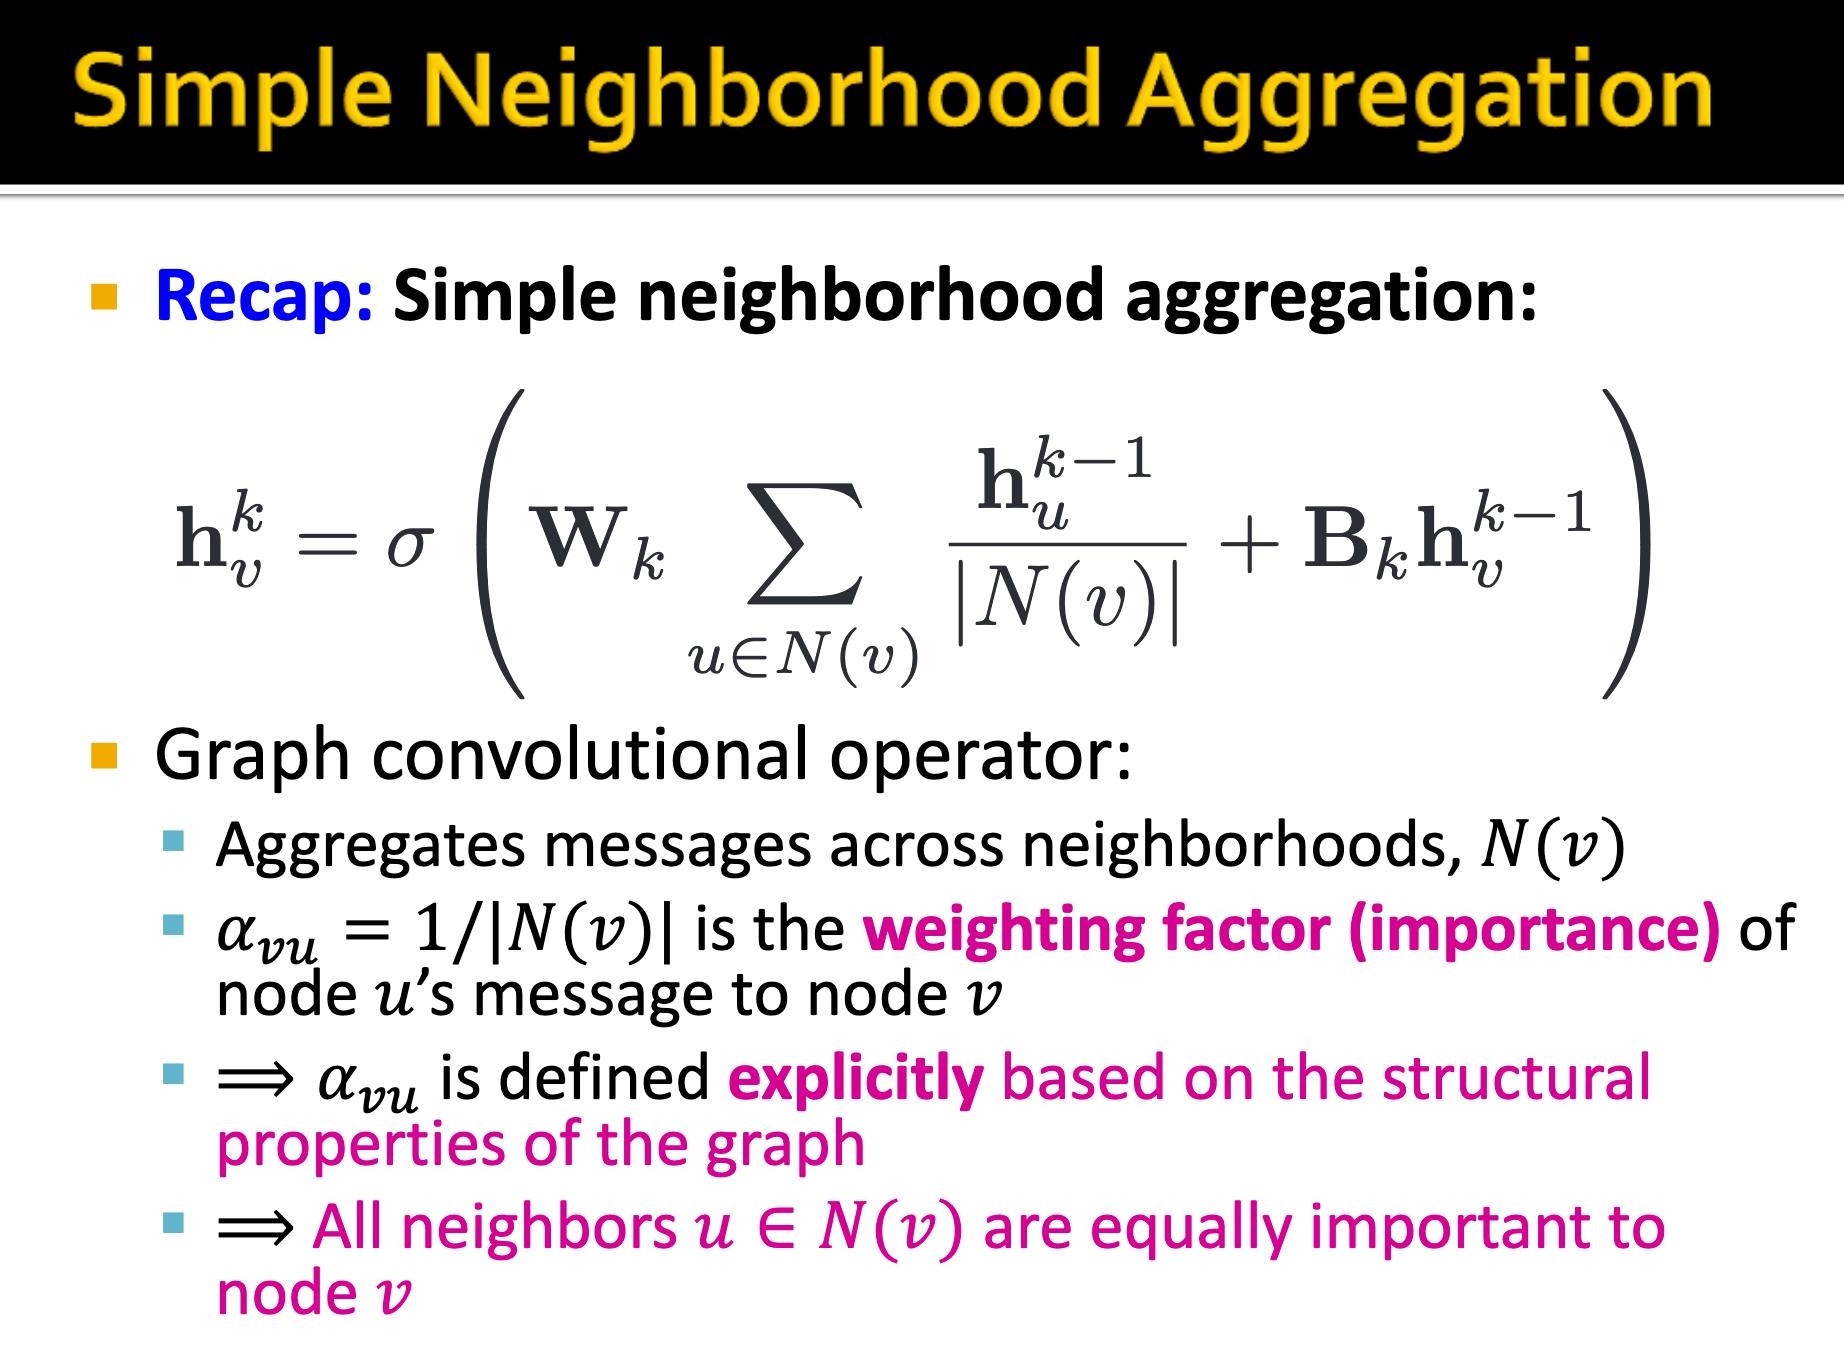 Simple Neighborhood Aggregation
Recap: Simple neighborhood aggregation:
$\mathbf{h}_v^k = \sigma\left(\mathbf{W}_k \sum_{u \in N(v)} \frac{\mathbf{h}_u^{k-1}}{|N(v)|} + \mathbf{B}_k \mathbf{h}_v^{k-1}\right)$
Graph convolutional operator:
Aggregates messages across neighborhoods, $N(v)$
$\alpha_{vu} = 1/|N(v)|$ is the weighting factor (importance) of
node $u$’s message to node $v$
⟹ $\alpha_{vu}$ is defined explicitly based on the structural
properties of the graph
⟹ All neighbors $u \in N(v)$ are equally important to
node $v$